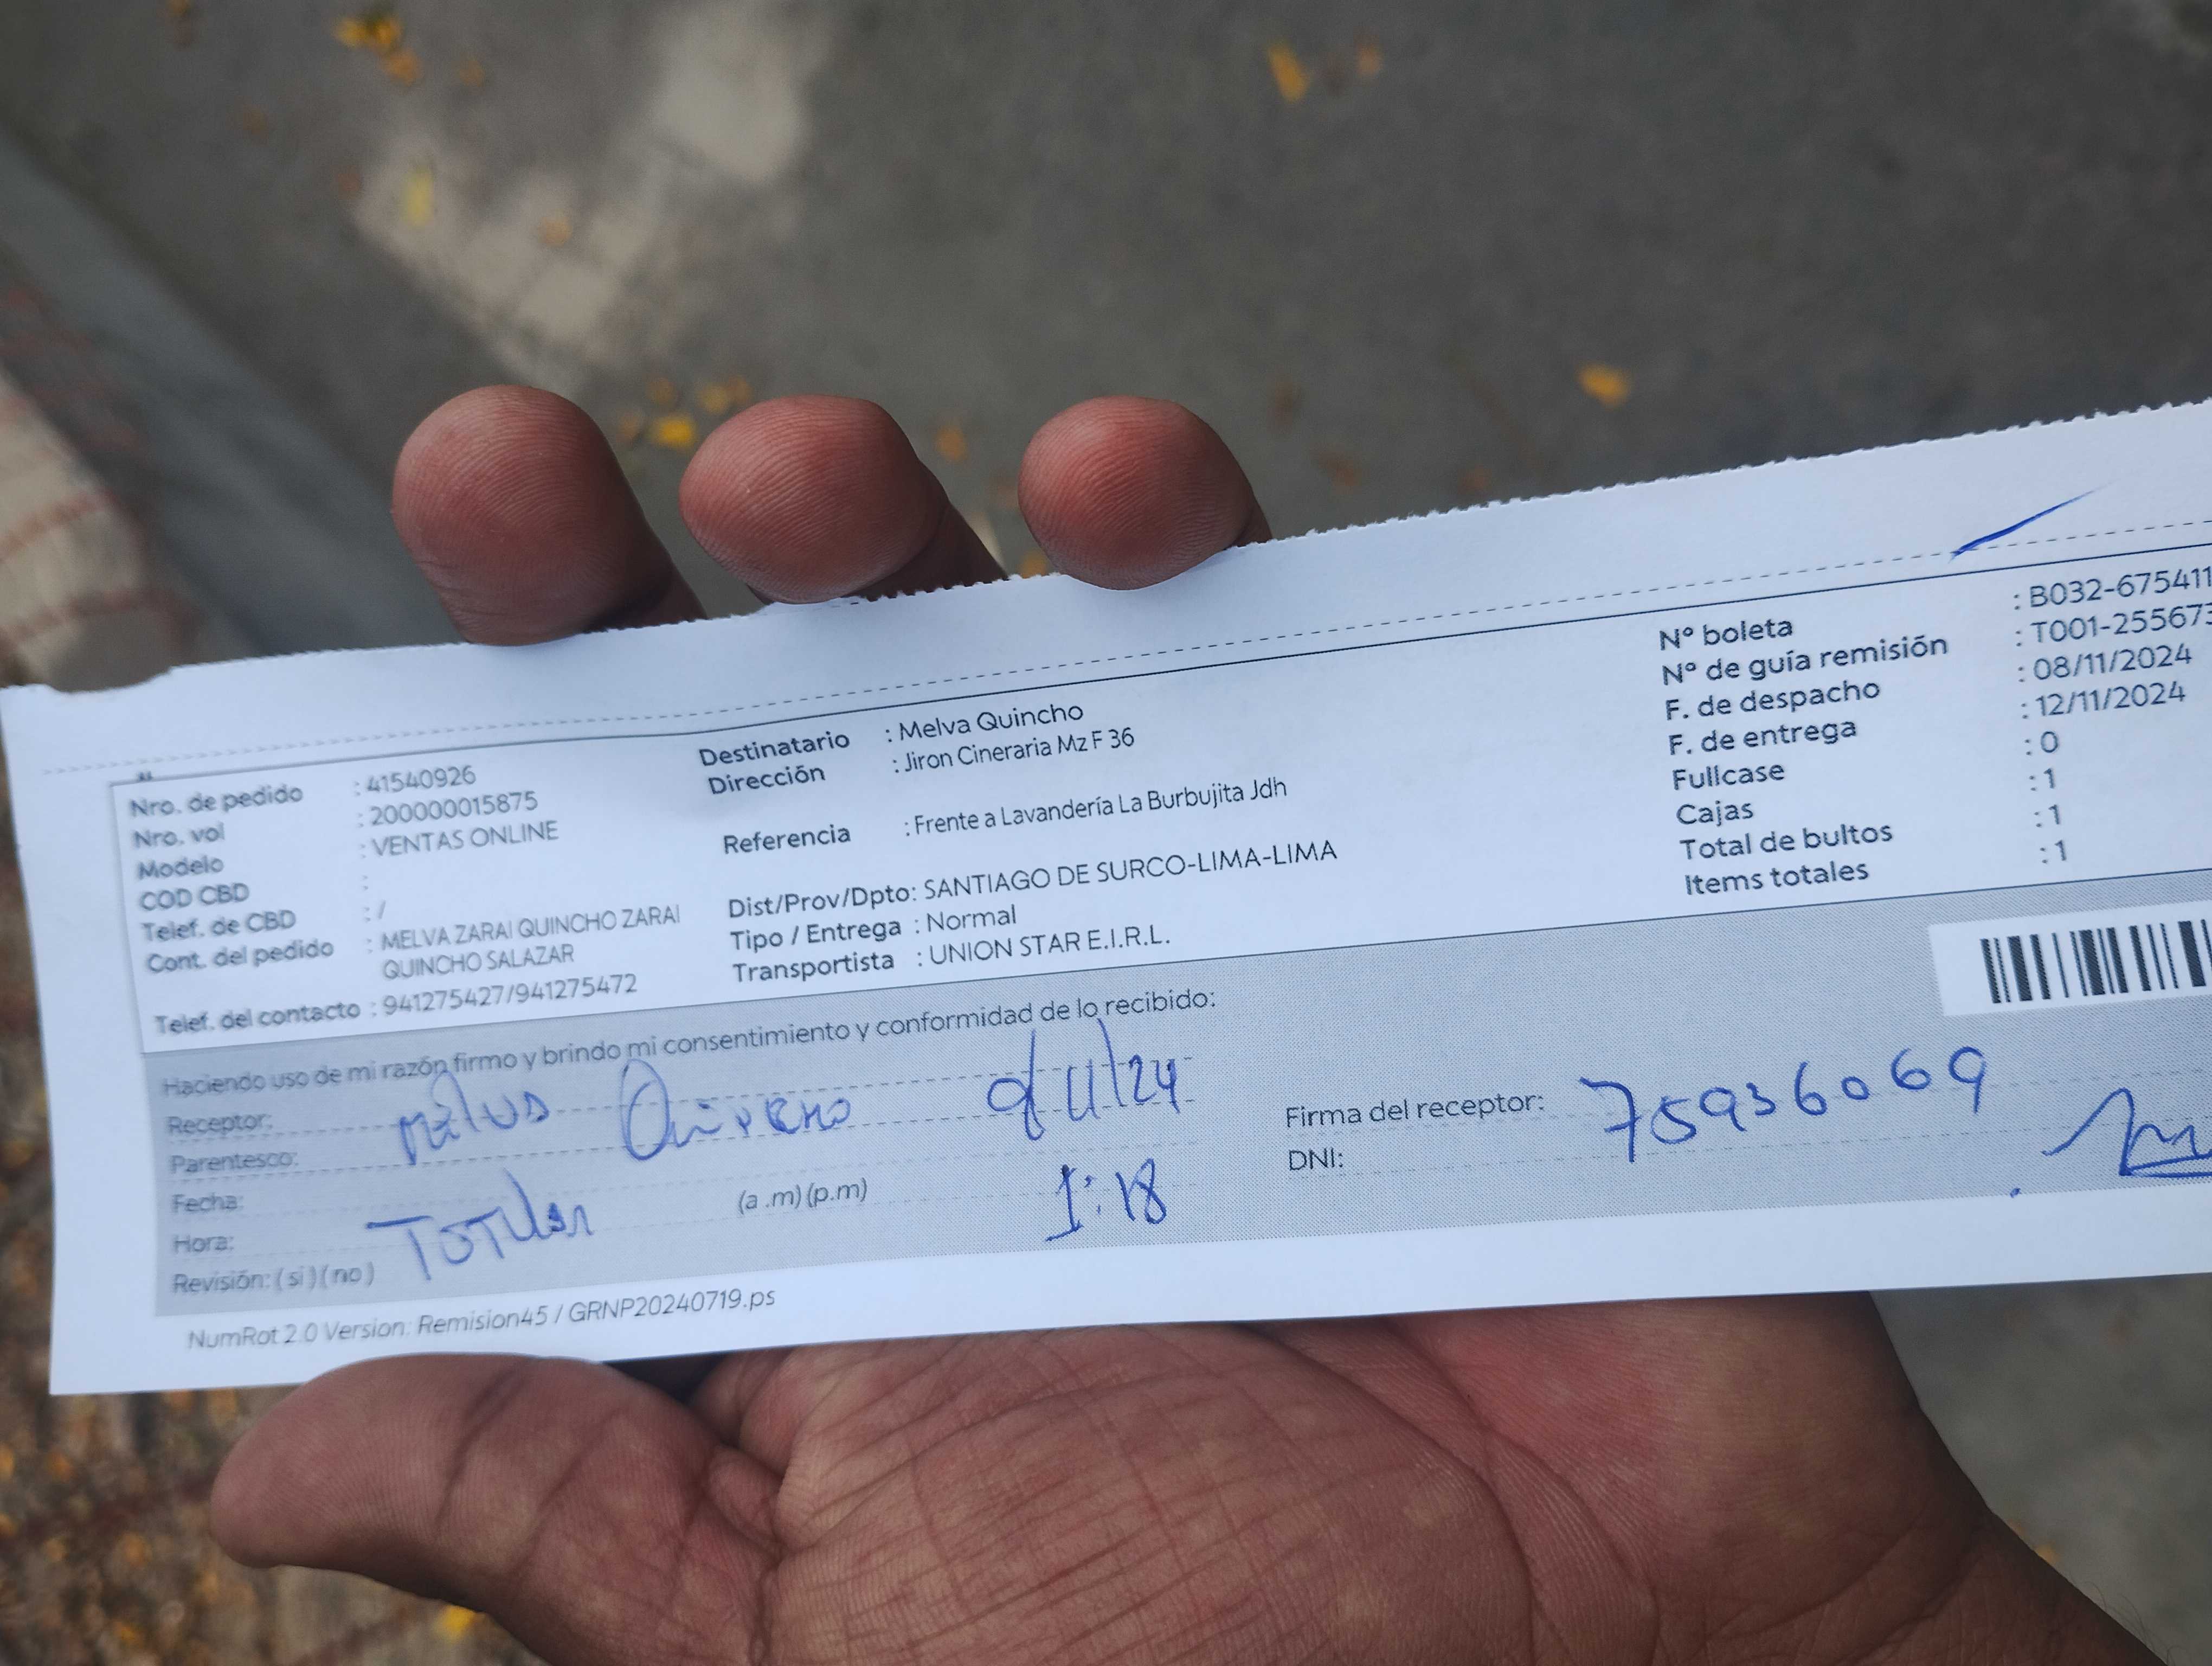 Nro. de pedido : 41540926
Nro. vol : 200000015875
Modelo : VENTAS ONLINE
COD CBD :
Telef. de CBD : /
Cont. del pedido : MELVA ZARAI QUINCHO ZARAI
QUINCHO SALAZAR
Telef. del contacto : 941275427/941275472
Destinatario : Melva Quincho
Dirección : Jiron Cineraria Mz F 36
Referencia : Frente a Lavandería La Burbujita Jdh
Dist/Prov/Dpto: SANTIAGO DE SURCO-LIMA-LIMA
Tipo / Entrega : Normal
Transportista : UNION STAR E.I.R.L.
Nº boleta : B032-675411
Nº de guía remisión : T001-255673
F. de despacho : 08/11/2024
F. de entrega : 12/11/2024
Fullcase : 0
Cajas : 1
Total de bultos : 1
Items totales : 1
Haciendo uso de mi razón firmo y brindo mi consentimiento y conformidad de lo recibido:
Receptor:
Parentesco:
Fecha: 9/11/24
Hora: (a .m) (p.m) 1:18
Revisión: ( si ) ( no )
Firma del receptor: 75936069
DNI:
NumRot 2.0 Version: Remision45 / GRNP20240719.ps